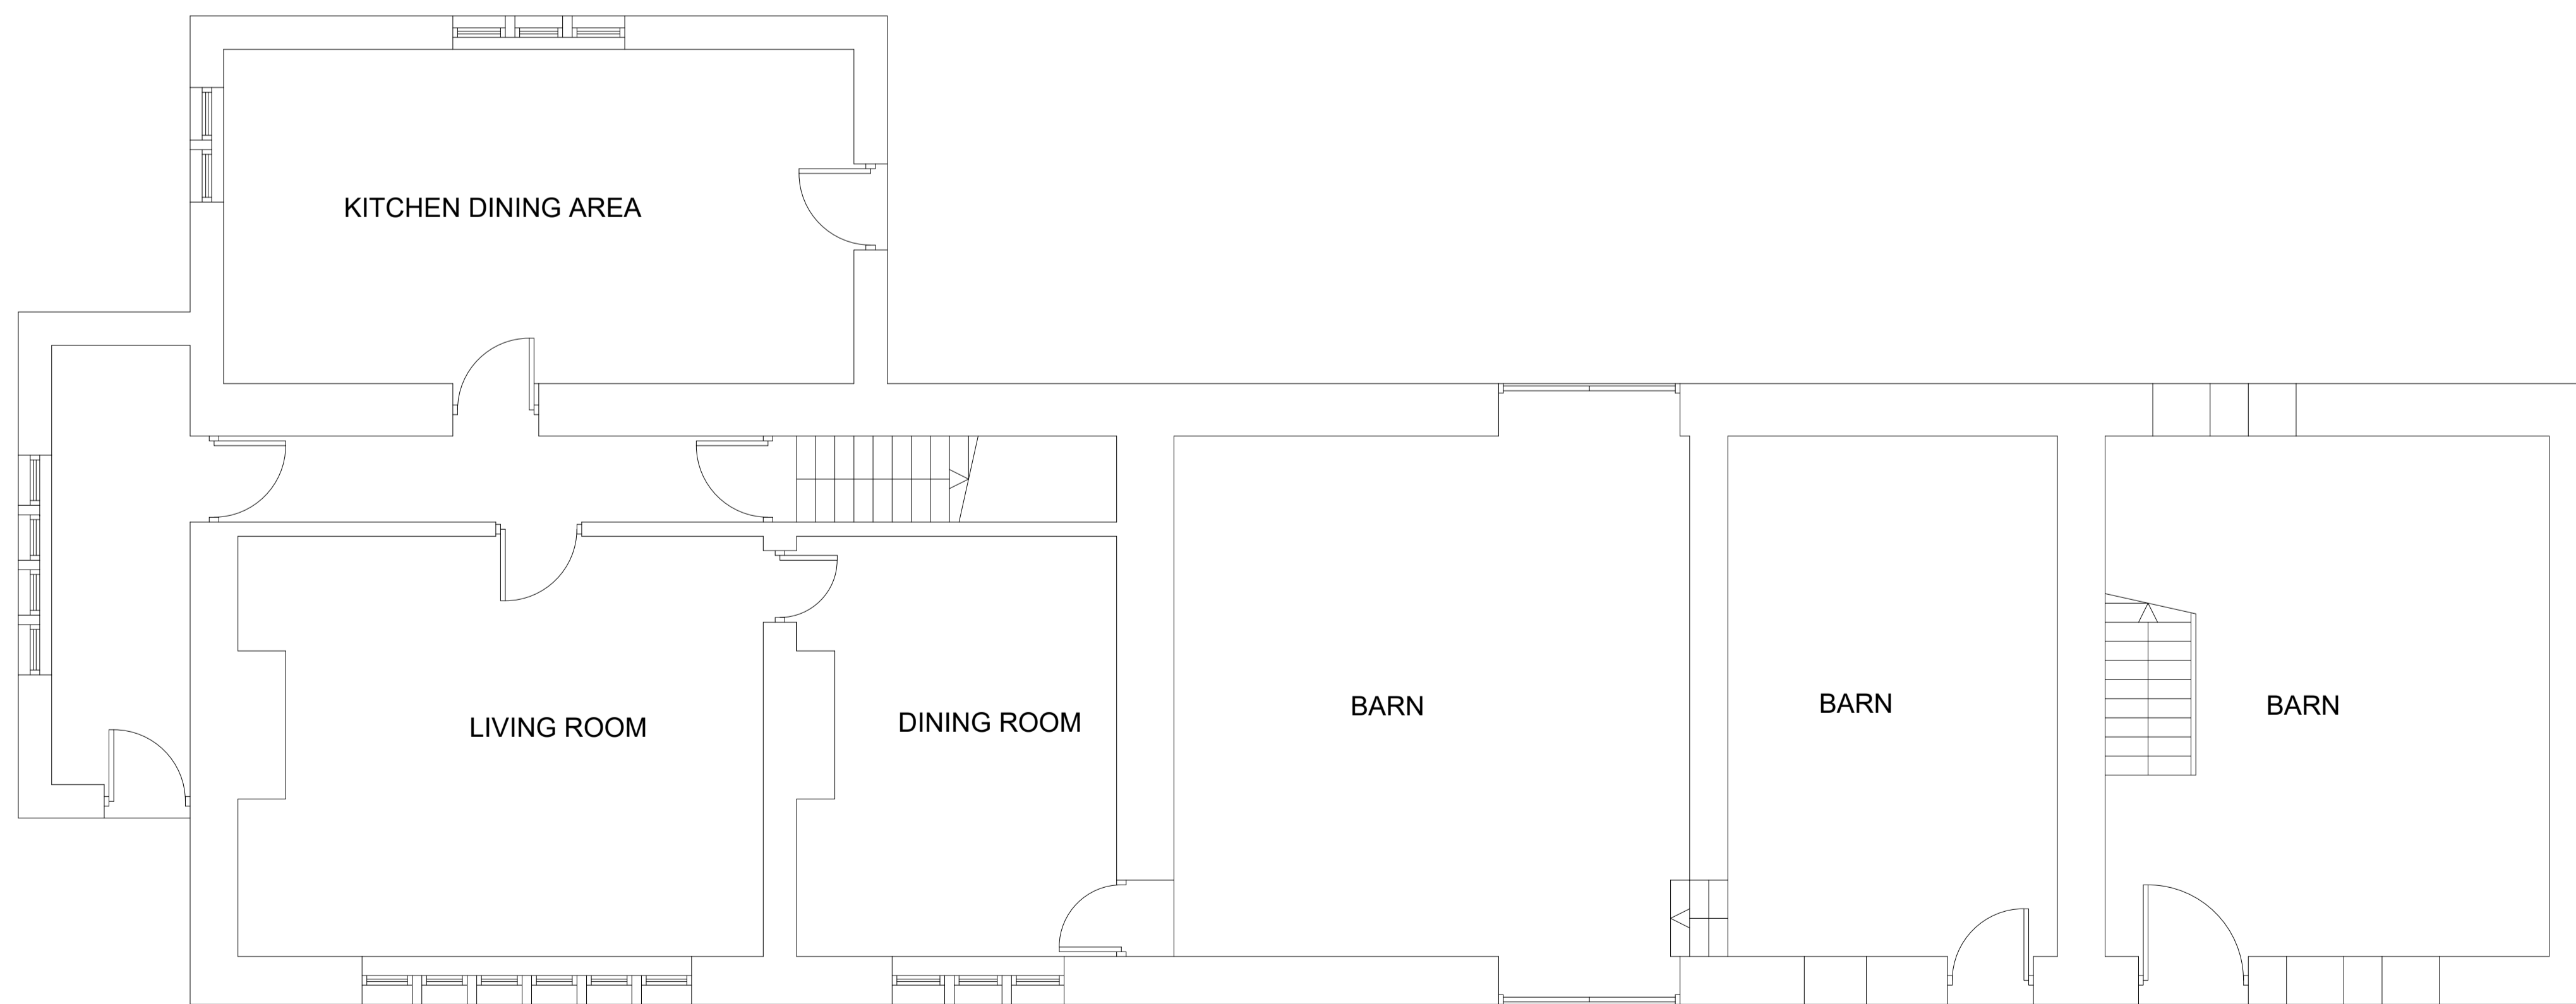 KITCHEN DINING AREA
LIVING ROOM
DINING ROOM
BARN
BARN
BARN